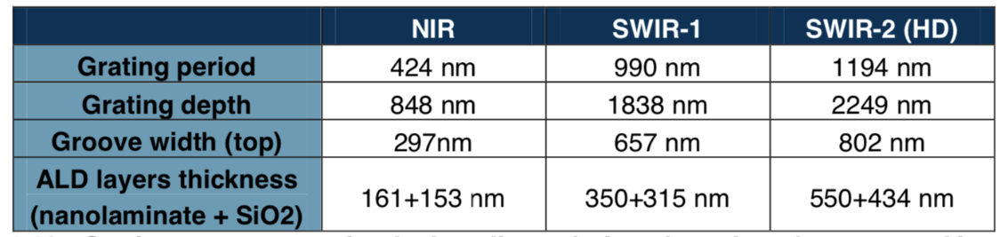 NIR SWIR-1 SWIR-2 (HD)
Grating period 424 nm 990 nm 1194 nm
Grating depth 848 nm 1838 nm 2249 nm
Groove width (top) 297nm 657 nm 802 nm
ALD layers thickness
(nanolaminate + SiO2) 161+153 nm 350+315 nm 550+434 nm